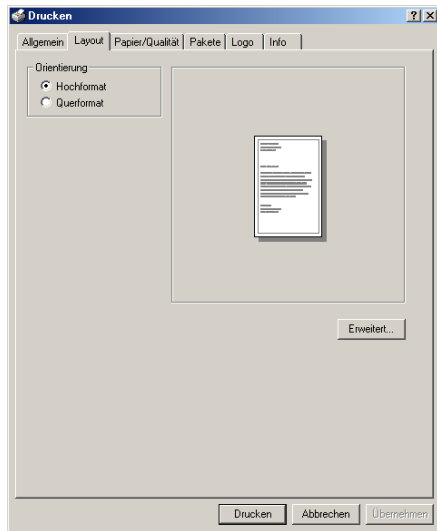 Drucken
Allgemein Layout Papier/Qualität Pakete Logo Info
Orientierung
Hochformat
Querformat
Erweitert...
Drucken Abbrechen Übernehmen